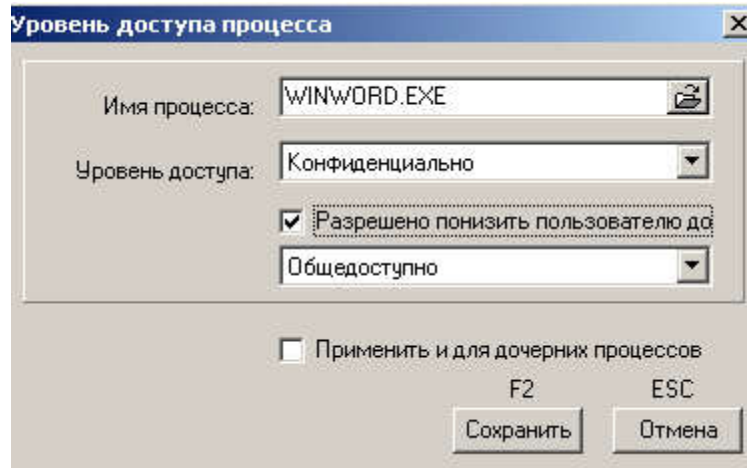 Уровень доступа процесса
Имя процесса: WINWORD.EXE
Уровень доступа: Конфиденциально
Разрешено понизить пользователю до
Общедоступно
Применить и для дочерних процессов
F2 ESC
Сохранить Отмена